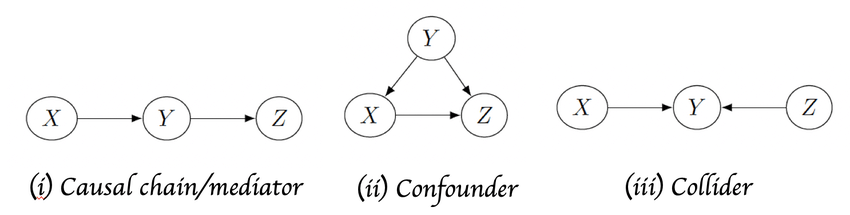 Y
X Y Z X Z X Y Z
(i) Causal chain/mediator (ii) Confounder (iii) Collider